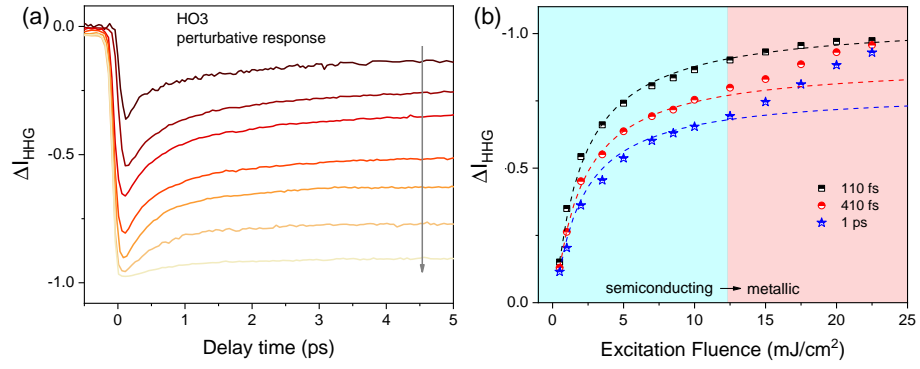 (a)
HO3
perturbative response
0.0
-0.5
-1.0
ΔI_HHG
0
1
2
3
4
5
Delay time (ps)
(b)
-1.0
-0.5
0.0
ΔI_HHG
110 fs
410 fs
1 ps
semiconducting → metallic
0
5
10
15
20
25
Excitation Fluence (mJ/cm²)